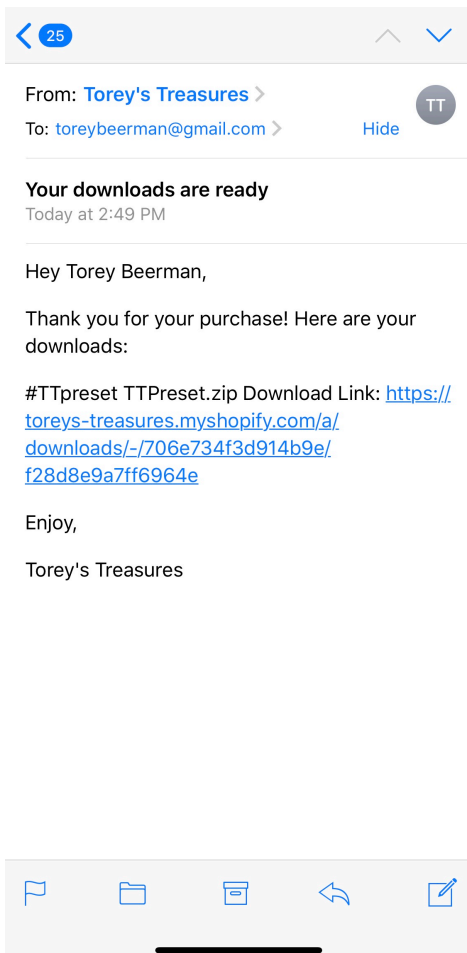 25
From: Torey's Treasures
TT
To: toreybeerman@gmail.com
Hide
Your downloads are ready
Today at 2:49 PM
Hey Torey Beerman,
Thank you for your purchase! Here are your
downloads:
#TTpreset TTPreset.zip Download Link: https://
toreys-treasures.myshopify.com/a/
downloads/-/706e734f3d914b9e/
f28d8e9a7ff6964e
Enjoy,
Torey's Treasures